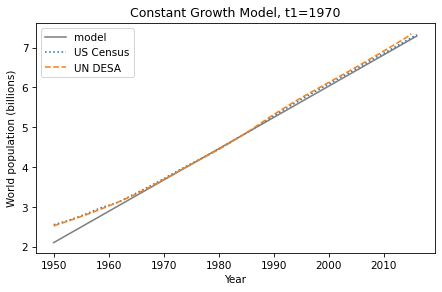 Constant Growth Model, t1=1970
model
US Census
UN DESA
World population (billions)
7
6
5
4
3
2
1950
1960
1970
1980
1990
2000
2010
Year